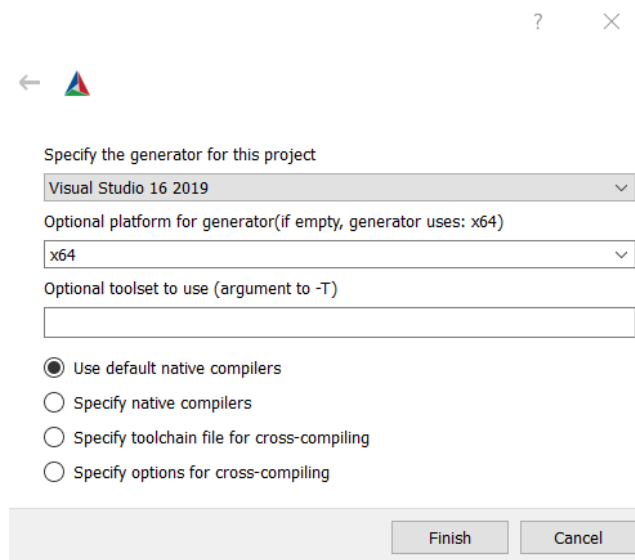 ?
Specify the generator for this project
Visual Studio 16 2019
Optional platform for generator(if empty, generator uses: x64)
x64
Optional toolset to use (argument to -T)
Use default native compilers
Specify native compilers
Specify toolchain file for cross-compiling
Specify options for cross-compiling
Finish Cancel